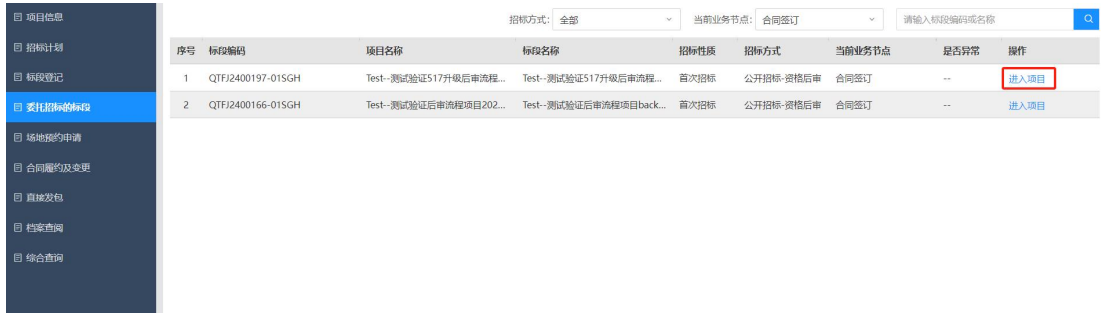 项目信息
招标计划
标段登记
委托招标的标段
场地预约申请
合同履约及变更
直接发包
档案查阅
综合查询
招标方式: 全部 当前业务节点: 合同签订 请输入标段编码或名称
序号 标段编码 项目名称 标段名称 招标性质 招标方式 当前业务节点 是否异常 操作
1 QTFJ2400197-01SGH Test--测试验证517升级后审流程... Test--测试验证517升级后审流程... 首次招标 公开招标-资格后审 合同签订 -- 进入项目
2 QTFJ2400166-01SGH Test--测试验证后审流程项目202... Test--测试验证后审流程项目back... 首次招标 公开招标-资格后审 合同签订 -- 进入项目